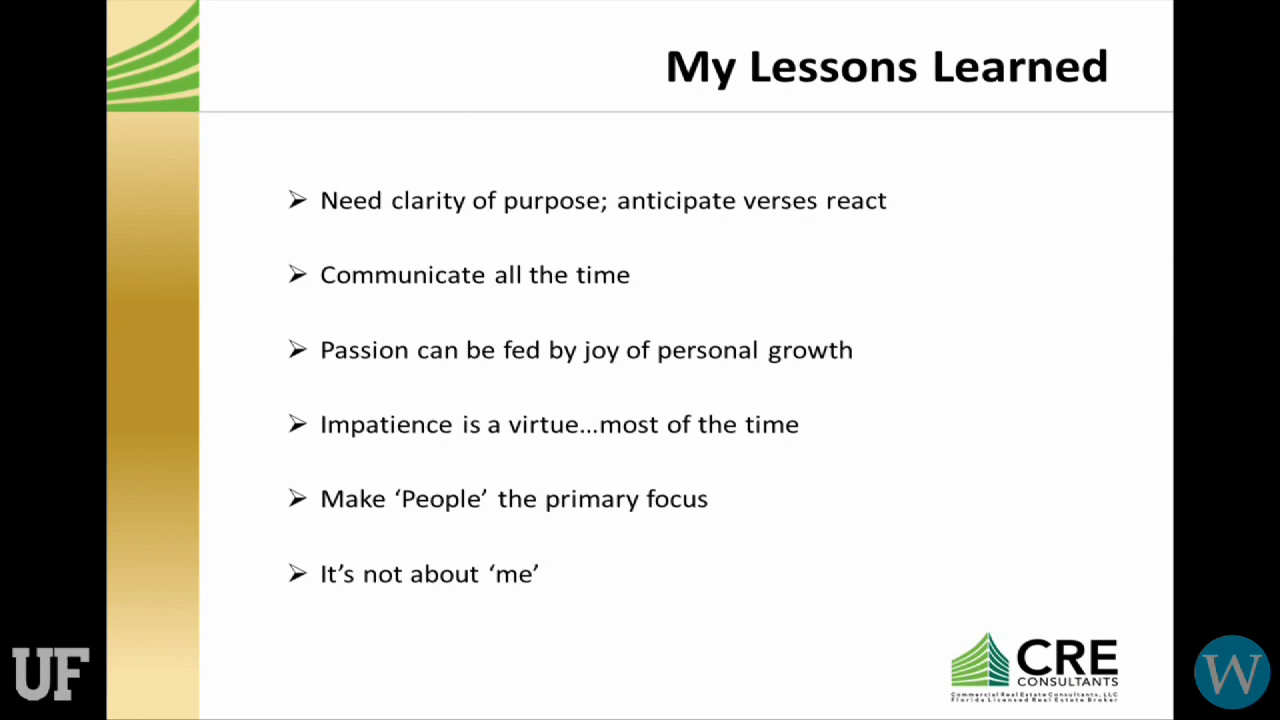 My Lessons Learned
➢ Need clarity of purpose; anticipate verses react
➢ Communicate all the time
➢ Passion can be fed by joy of personal growth
➢ Impatience is a virtue…most of the time
➢ Make ‘People’ the primary focus
➢ It’s not about ‘me’
CRE
CONSULTANTS
Commercial Real Estate Consultants, LLC
Florida Licensed Real Estate Broker
UF
W